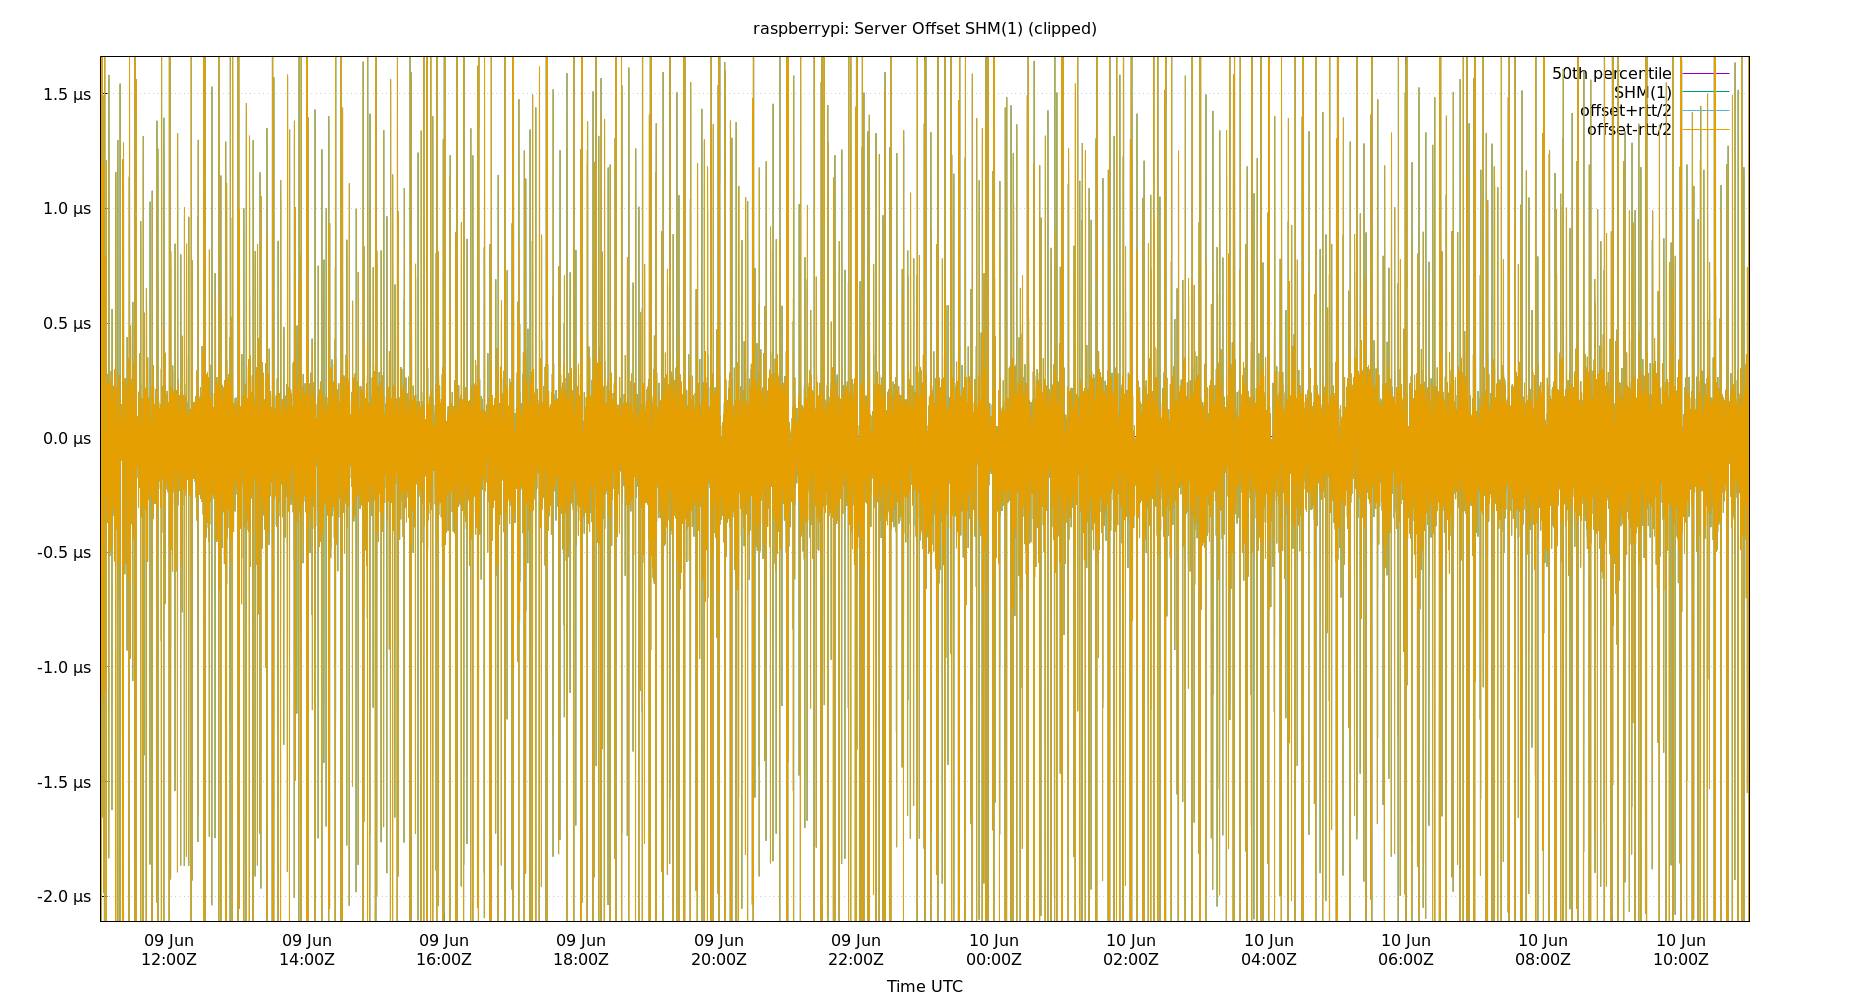 raspberrypi: Server Offset SHM(1) (clipped)
50th percentile
SHM(1)
offset+rtt/2
offset-rtt/2
1.5 µs
1.0 µs
0.5 µs
0.0 µs
-0.5 µs
-1.0 µs
-1.5 µs
-2.0 µs
09 Jun 09 Jun 09 Jun 09 Jun 09 Jun 09 Jun 10 Jun 10 Jun 10 Jun 10 Jun 10 Jun 10 Jun
12:00Z 14:00Z 16:00Z 18:00Z 20:00Z 22:00Z 00:00Z 02:00Z 04:00Z 06:00Z 08:00Z 10:00Z
Time UTC